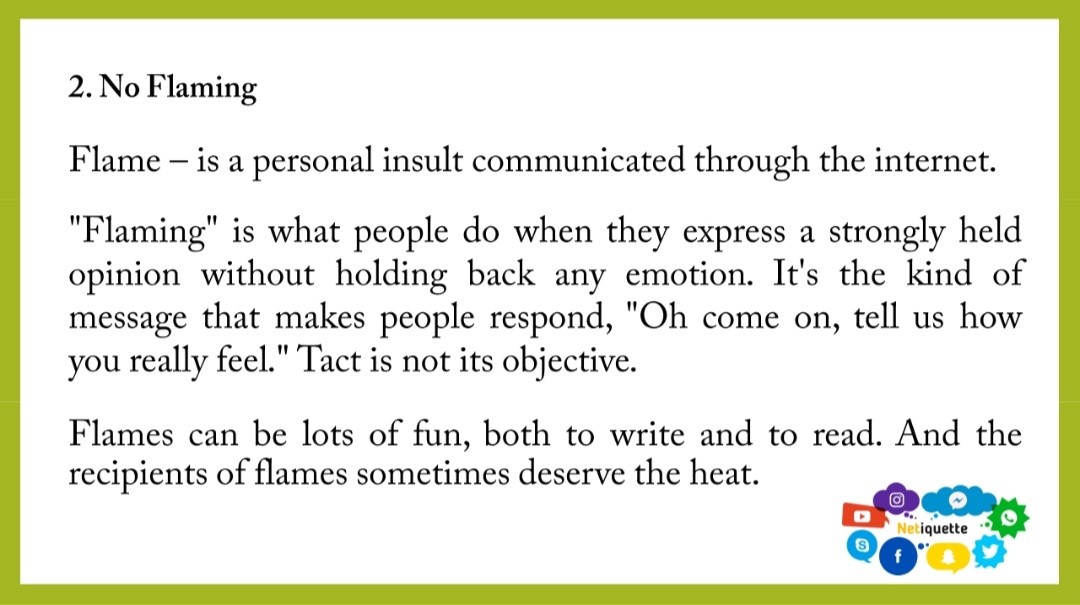 2. No Flaming
Flame – is a personal insult communicated through the internet.
"Flaming" is what people do when they express a strongly held
opinion without holding back any emotion. It's the kind of
message that makes people respond, "Oh come on, tell us how
you really feel." Tact is not its objective.
Flames can be lots of fun, both to write and to read. And the
recipients of flames sometimes deserve the heat.
Netiquette